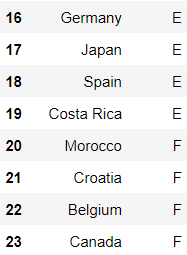 16 Germany E
17 Japan E
18 Spain E
19 Costa Rica E
20 Morocco F
21 Croatia F
22 Belgium F
23 Canada F